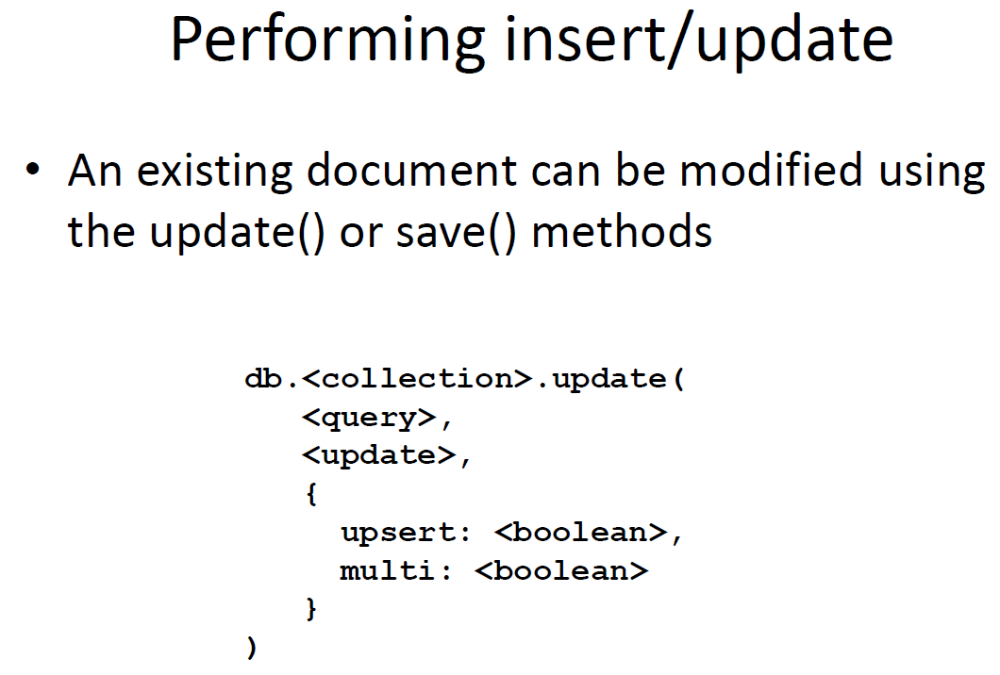 Performing insert/update
• An existing document can be modified using
the update() or save() methods
db.<collection>.update(
<query>,
<update>,
{
upsert: <boolean>,
multi: <boolean>
}
)